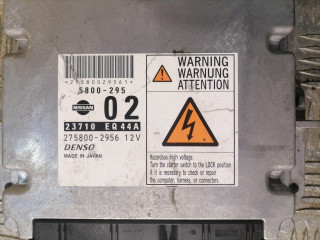 *27580029561*
5800-295
NISSAN
02
23710 EQ44A
275800-2956 12V
DENSO
MADE IN JAPAN
WARNING
WARNUNG
ATTENTION
Hazardous high voltage.
Turn the starter switch to the LOCK position
if it is necessary to check or repair
the computer, harness, or connectors.